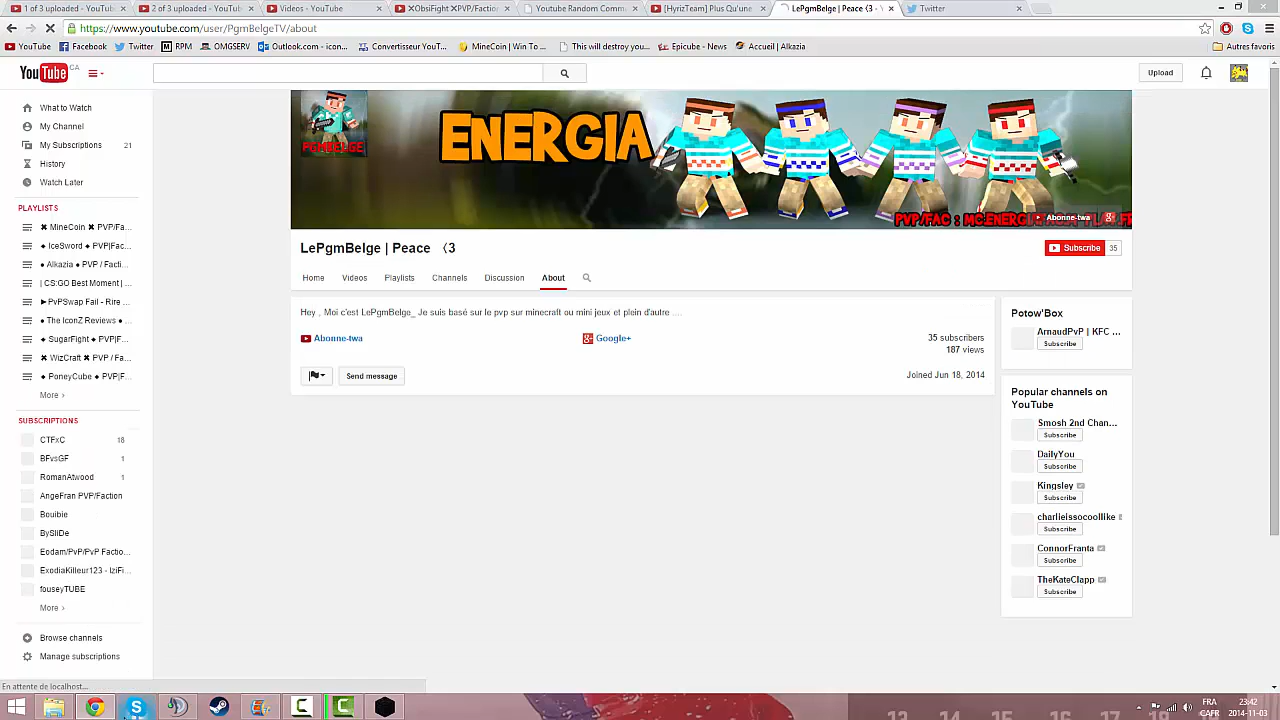 1 of 3 uploaded - YouTub
2 of 3 uploaded - YouTub
Videos - YouTube
✕ObsiFight ✕PVP/Faction
Youtube Random Comm
[HyrizTeam] Plus Qu'une
LePgmBelge | Peace 〈3 -
Twitter
https://www.youtube.com/user/PgmBelgeTV/about
YouTube
Facebook
Twitter
RPM
OMGSERV
Outlook.com - icon...
Convertisseur You t...
MineCoin | Win To ...
This will destroy you...
Epicube - News
Accueil | Alkazia
Autres favoris
YouTube CA
Upload
What to Watch
My Channel
My Subscriptions 21
History
Watch Later
PLAYLISTS
✖ MineCoin ✖ PVP/Fa...
♦ IceSword ♦ PVP|Fac...
● Alkazia ● PVP / Facti...
| CS:GO Best Moment | ...
►PvPSwap Fail - Rire ...
♦ The IconZ Reviews ♦ ...
♦ SugarFight ♦ PVP|F...
✖ WizCraft ✖ PVP / Fa...
♦ PoneyCube ♦ PVP|F...
More ›
SUBSCRIPTIONS
CTFxC 18
BFvsGF 1
RomanAtwood 1
AngeFran PVP/Faction
Bouibie
BySliDe
Eodam/PvP/PvP Factio...
ExodiaKilleur123 - IziFi...
fouseyTUBE
More ›
Browse channels
Manage subscriptions
PGMBELGE
ENERGIA
Abonne-twa
LePgmBelge | Peace 〈3
Subscribe 35
Home
Videos
Playlists
Channels
Discussion
About
Hey , Moi c'est LePgmBelge_ Je suis basé sur le pvp sur minecraft ou mini jeux et plein d'autre ....
Abonne-twa
Google+
35 subscribers
187 views
Send message
Joined Jun 18, 2014
Potow'Box
ArnaudPvP | KFC ...
Subscribe
Popular channels on
YouTube
Smosh 2nd Chan...
Subscribe
DailyYou
Subscribe
Kingsley
Subscribe
charlieissocoollike
Subscribe
ConnorFranta
Subscribe
TheKateClapp
Subscribe
En attente de localhost...
FRA
CAFR
23:42
2014-11-03